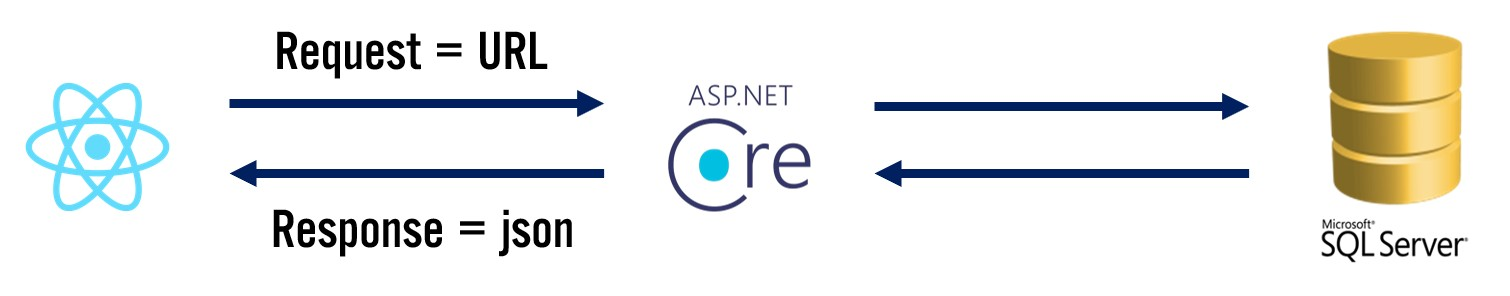 Request = URL
ASP.NET
Core
Response = json
Microsoft®
SQL Server®